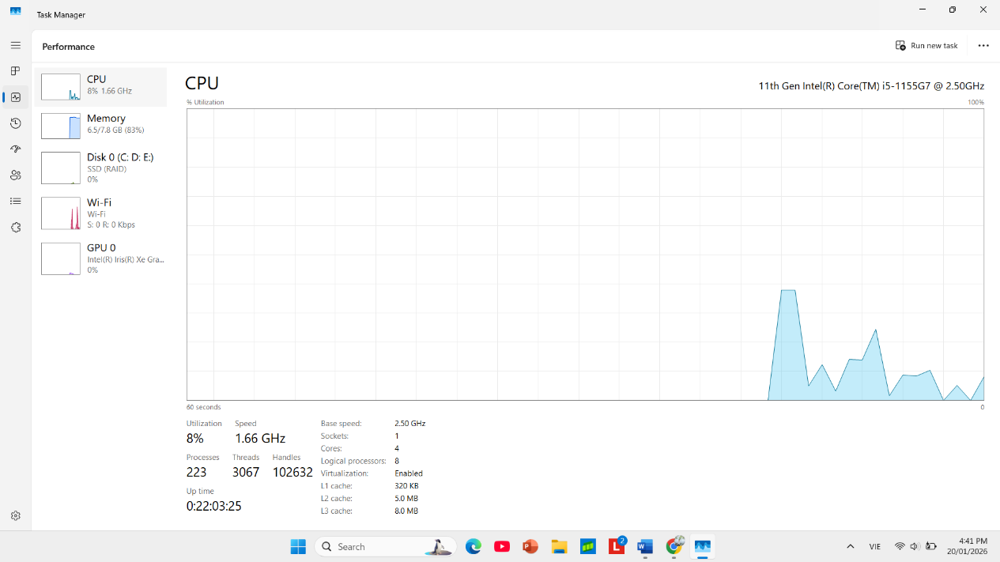 Task Manager
Performance
Run new task
CPU
8% 1.66 GHz
Memory
6.5/7.8 GB (83%)
Disk 0 (C: D: E:)
SSD (RAID)
0%
Wi-Fi
Wi-Fi
S: 0 R: 0 Kbps
GPU 0
Intel(R) Iris(R) Xe Gra...
0%
CPU
11th Gen Intel(R) Core(TM) i5-1155G7 @ 2.50GHz
% Utilization
100%
60 seconds
0
Utilization
Speed
8%
1.66 GHz
Processes
Threads
Handles
223
3067
102632
Up time
0:22:03:25
Base speed: 2.50 GHz
Sockets: 1
Cores: 4
Logical processors: 8
Virtualization: Enabled
L1 cache: 320 KB
L2 cache: 5.0 MB
L3 cache: 8.0 MB
Search
P
L
2
W
VIE
4:41 PM
20/01/2026